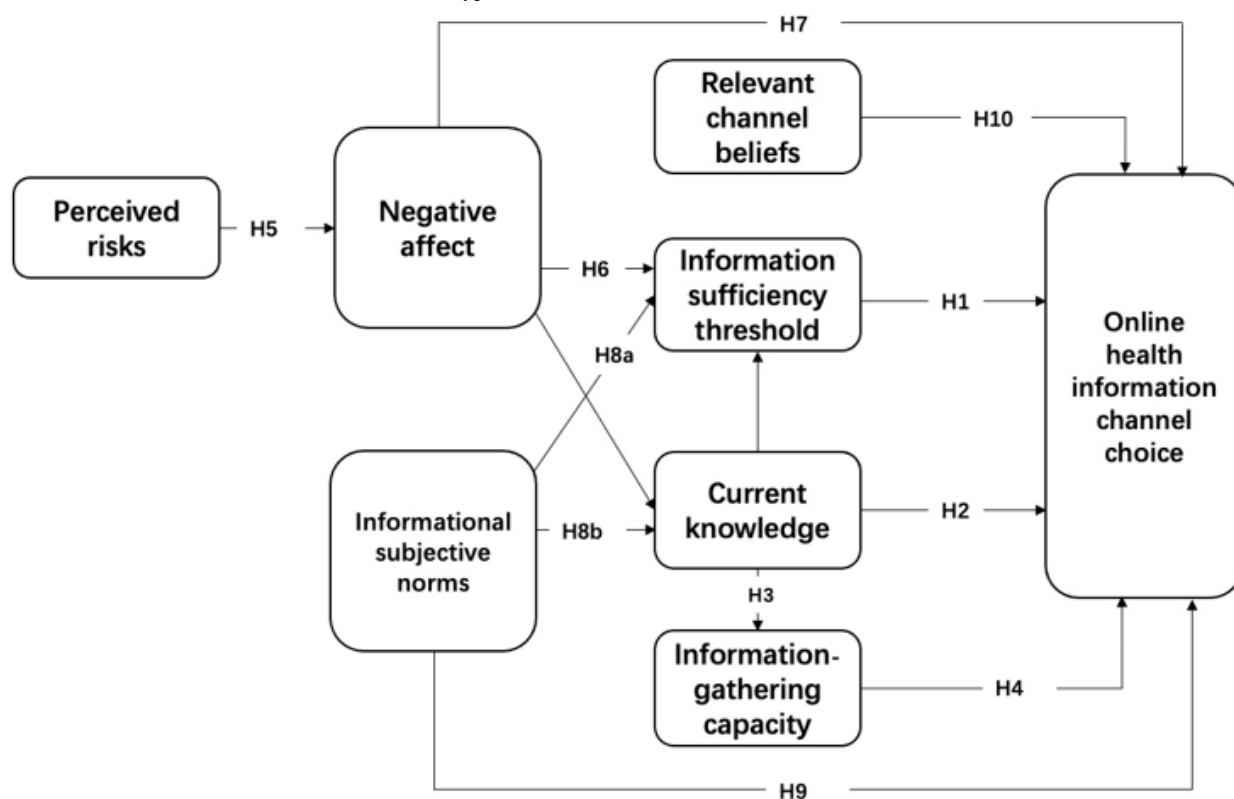 H7
Relevant
channel
beliefs
H10
Perceived
risks
H5
Negative
affect
H6
Information
sufficiency
threshold
H1
Online
health
information
channel
choice
H8a
Informational
subjective
norms
H8b
Current
knowledge
H2
H3
Information-
gathering
capacity
H4
H9